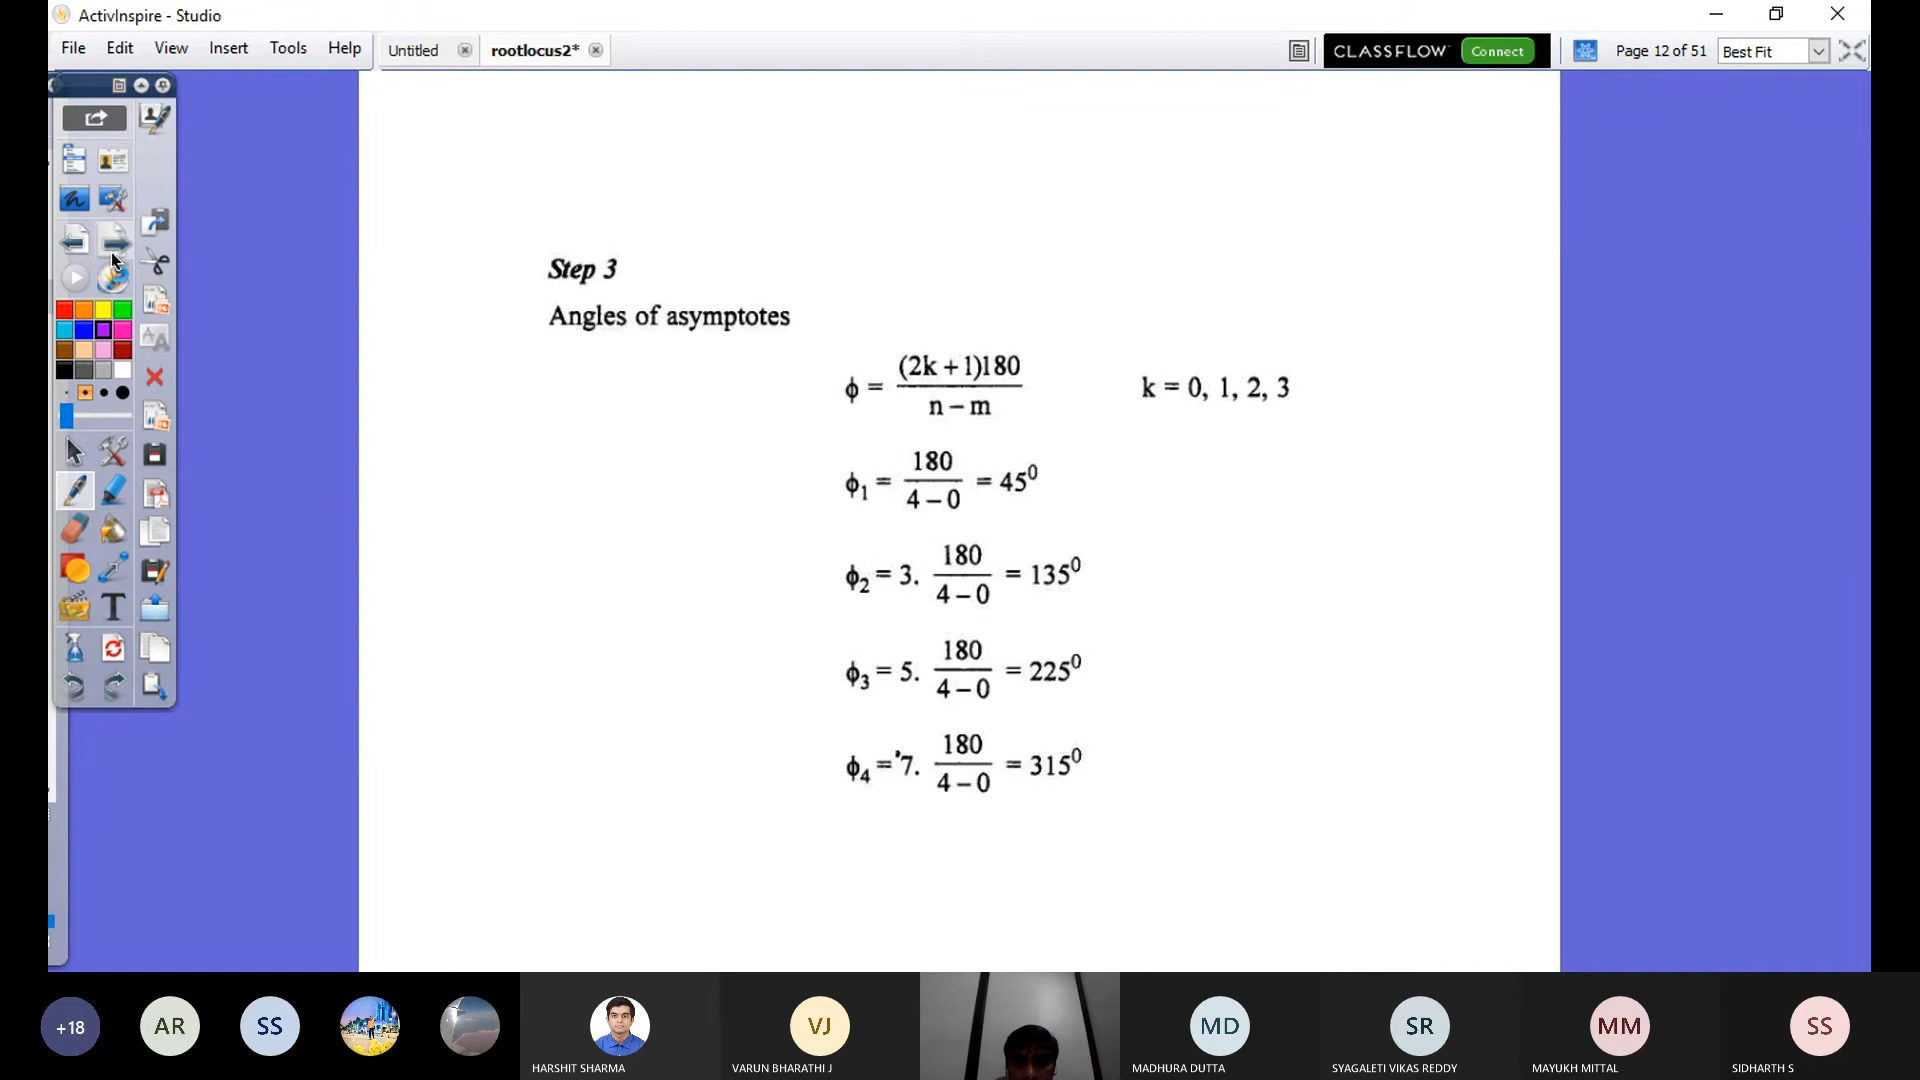 ActivInspire - Studio
File Edit View Insert Tools Help
Untitled
rootlocus2*
CLASSFLOW Connect
Page 12 of 51
Best Fit
Step 3
Angles of asymptotes
ϕ = (2k + 1)180 / n – m    k = 0, 1, 2, 3
ϕ1 = 180 / 4 – 0 = 45⁰
ϕ2 = 3. 180 / 4 – 0 = 135⁰
ϕ3 = 5. 180 / 4 – 0 = 225⁰
ϕ4 = 7. 180 / 4 – 0 = 315⁰
+18 AR SS VJ MD SR MM SS
HARSHIT SHARMA VARUN BHARATHI J MADHURA DUTTA SYAGALETI VIKAS REDDY MAYUKH MITTAL SIDHARTH S